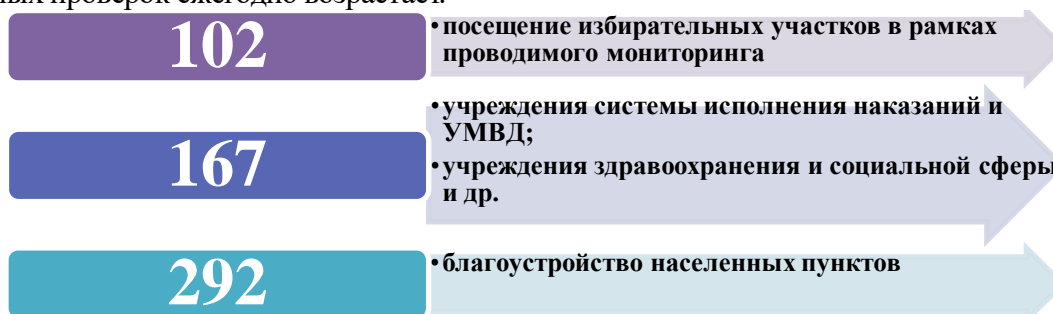 ных проверок ежегодно возрастает.
102
•посещение избирательных участков в рамках
проводимого мониторинга
167
•учреждения системы исполнения наказаний и
УМВД;
•учреждения здравоохранения и социальной сферы
и др.
292
•благоустройство населенных пунктов